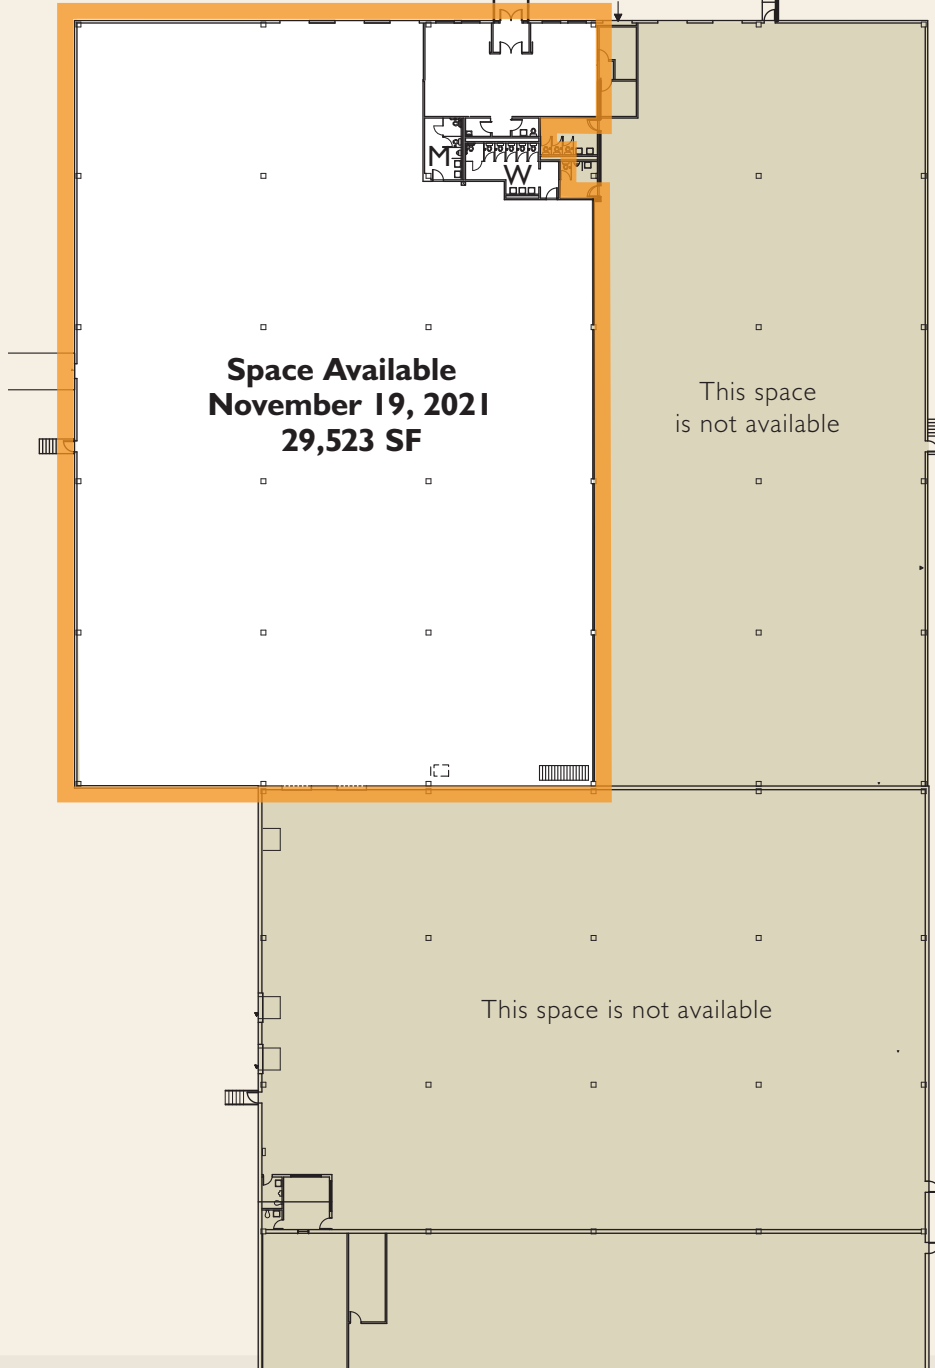 M
W
Space Available
November 19, 2021
29,523 SF
This space
is not available
This space is not available